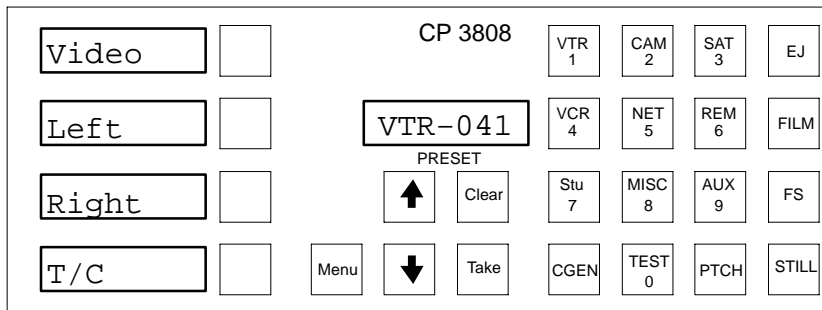 CP 3808
Video
VTR
1
CAM
2
SAT
3
EJ
Left
VTR-041
PRESET
VCR
4
NET
5
REM
6
FILM
Right
Clear
Stu
7
MISC
8
AUX
9
FS
T/C
Menu
Take
CGEN
TEST
0
PTCH
STILL